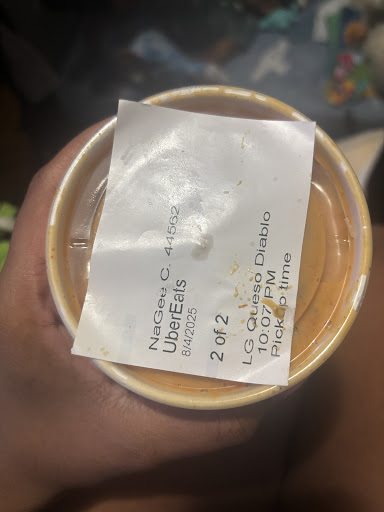 NaGee C. 44562
UberEats
8/4/2025
2 of 2
LG Queso Diablo
10:07 PM
Pickup time